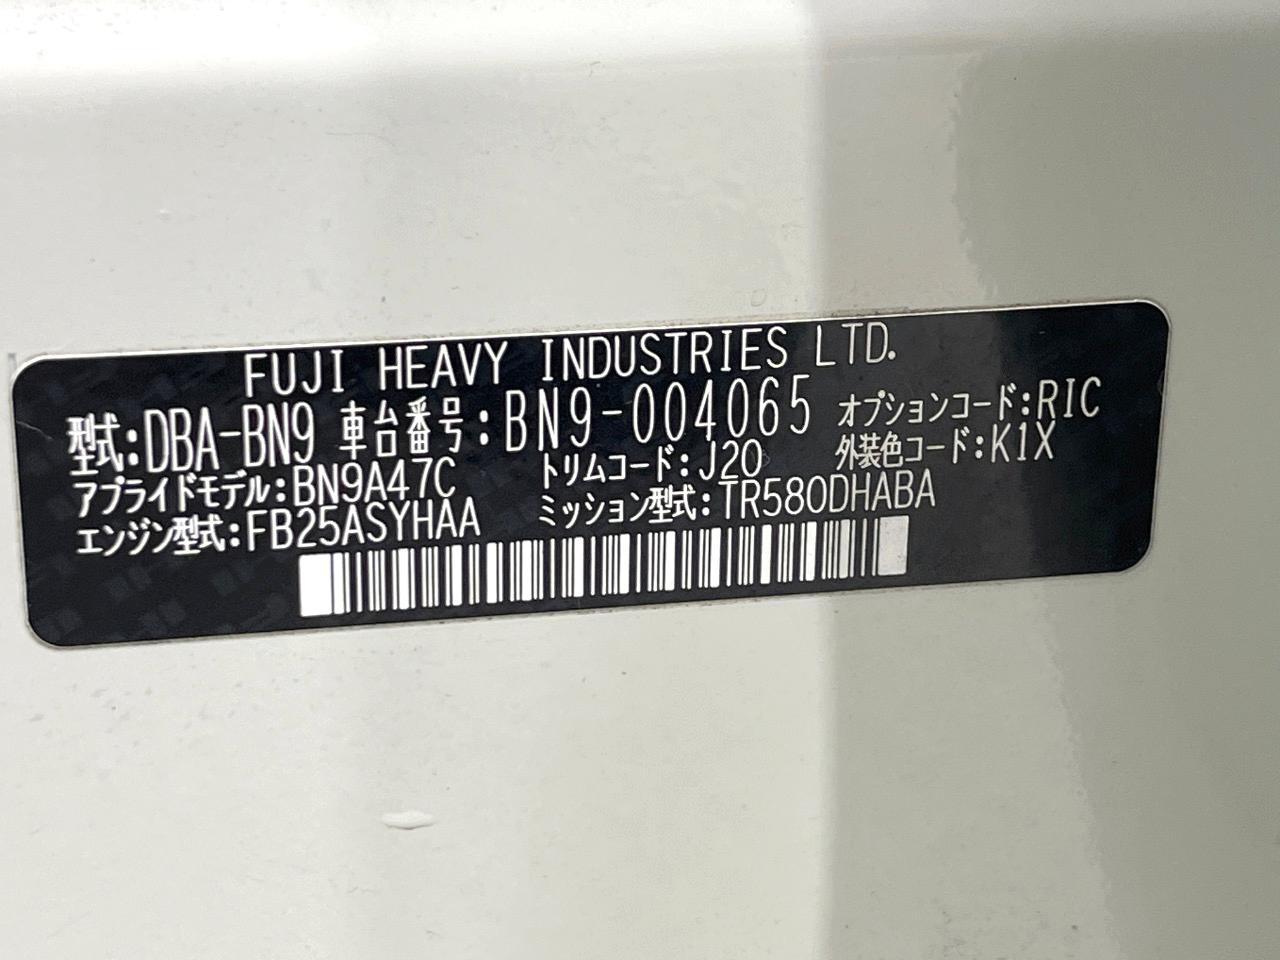 FUJI HEAVY INDUSTRIES LTD.
型式:DBA-BN9 車台番号:BN9-004065 オプションコード:RIC
アプライドモデル:BN9A47C トリムコード:J20 外装色コード:K1X
エンジン型式:FB25ASYHAA ミッション型式:TR580DHABA